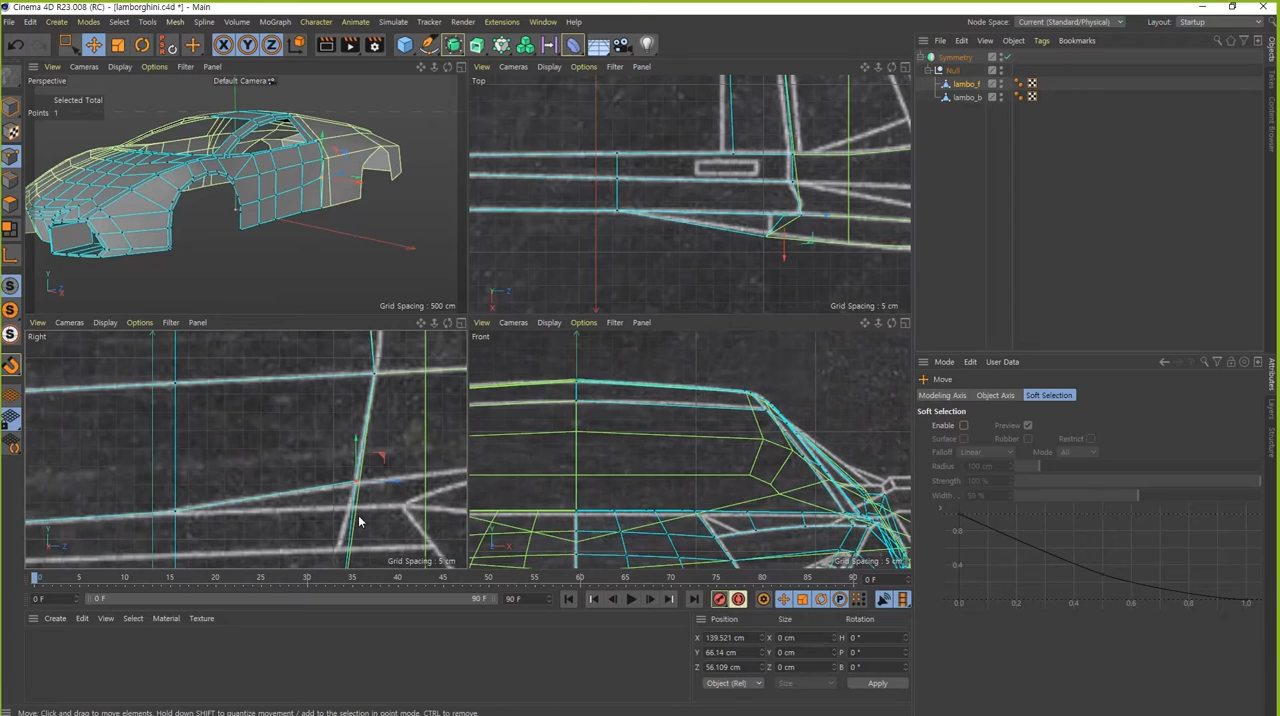 Cinema 4D R23.008 (RC) - [lamborghini.c4d *] - Main
File Edit Create Modes Select Tools Mesh Spline Volume MoGraph Character Animate Simulate Tracker Render Extensions Window Help
Node Space: Current (Standard/Physical) Layout: Startup
View Cameras Display Options Filter Panel
Perspective Default Camera
Selected Total
Points 1
Grid Spacing : 500 cm
View Cameras Display Options Filter Panel
Top
Grid Spacing : 5 cm
View Cameras Display Options Filter Panel
Right
Grid Spacing : 5 cm
View Cameras Display Options Filter Panel
Front
Grid Spacing : 5 cm
0 5 10 15 20 25 30 35 40 45 50 55 60 65 70 75 80 85 90 0 F
0 F 0 F 90 F 90 F
Create Edit View Select Material Texture
Position Size Rotation
X 139.521 cm X 0 cm H 0 °
Y 66.14 cm Y 0 cm P 0 °
Z 56.109 cm Z 0 cm B 0 °
Object (Rel) Size Apply
Move: Click and drag to move elements. Hold down SHIFT to quantize movement / add to the selection in point mode, CTRL to remove.
File Edit View Object Tags Bookmarks
Symmetry
Null
lambo_f
lambo_b
Mode Edit User Data
Move
Modeling Axis Object Axis Soft Selection
Soft Selection
Enable Preview
Surface Rubber Restrict
Falloff Linear Mode All
Radius 100 cm
Strength 100 %
Width. . 50 %
0.8
0.4
0.0 0.2 0.4 0.6 0.8 1.0
Objects
Takes
Content Browser
Attributes
Layers
Structure